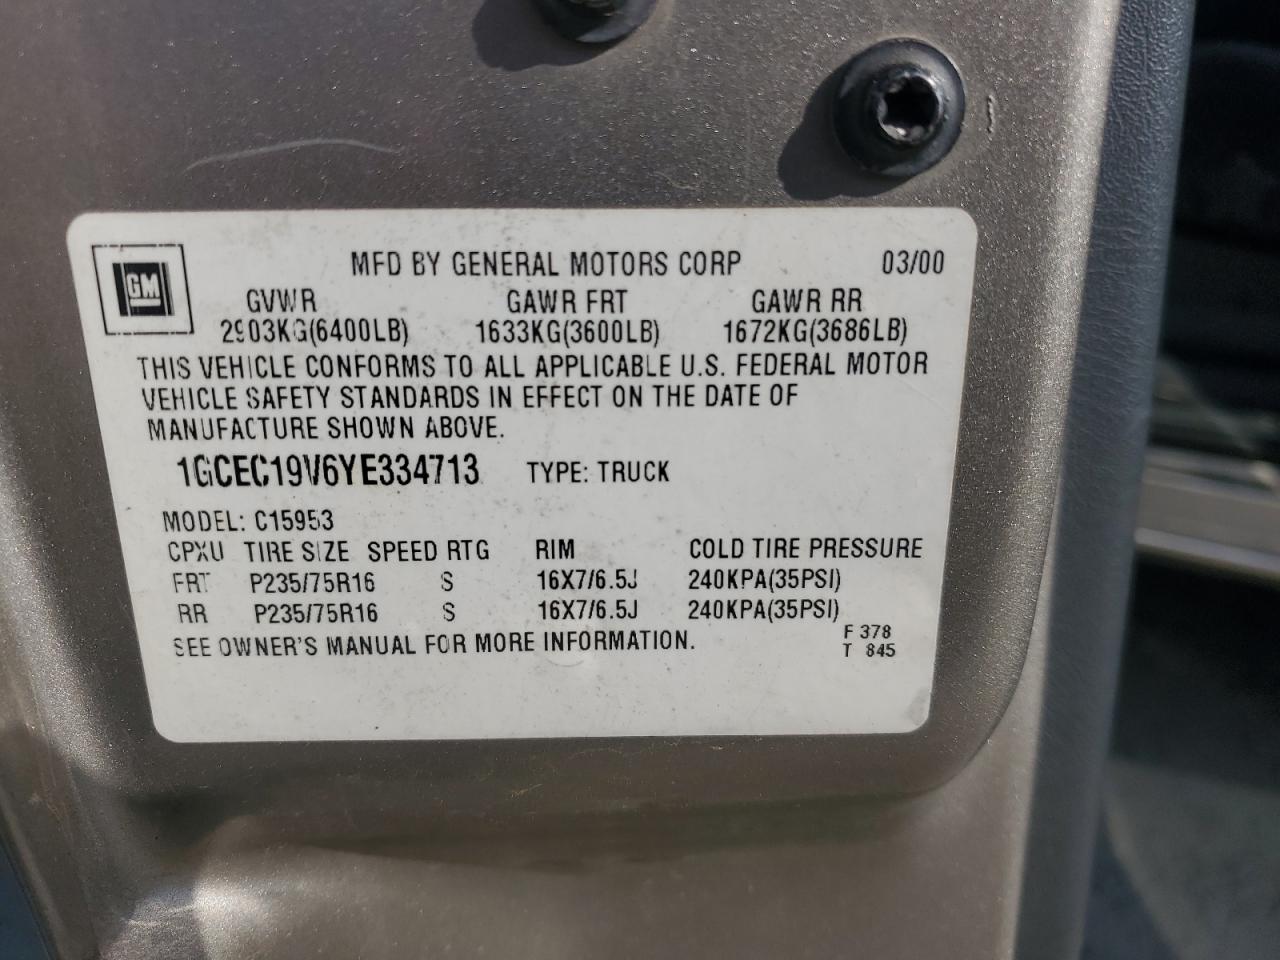 MFD BY GENERAL MOTORS CORP 03/00
GM
GVWR GAWR FRT GAWR RR
2903KG(6400LB) 1633KG(3600LB) 1672KG(3686LB)
THIS VEHICLE CONFORMS TO ALL APPLICABLE U.S. FEDERAL MOTOR
VEHICLE SAFETY STANDARDS IN EFFECT ON THE DATE OF
MANUFACTURE SHOWN ABOVE.
1GCEC19V6YE334713 TYPE: TRUCK
MODEL: C15953
CPXU TIRE SIZE SPEED RTG RIM COLD TIRE PRESSURE
FRT P235/75R16 S 16X7/6.5J 240KPA(35PSI)
RR P235/75R16 S 16X7/6.5J 240KPA(35PSI)
SEE OWNER'S MANUAL FOR MORE INFORMATION.
F 378
T 845